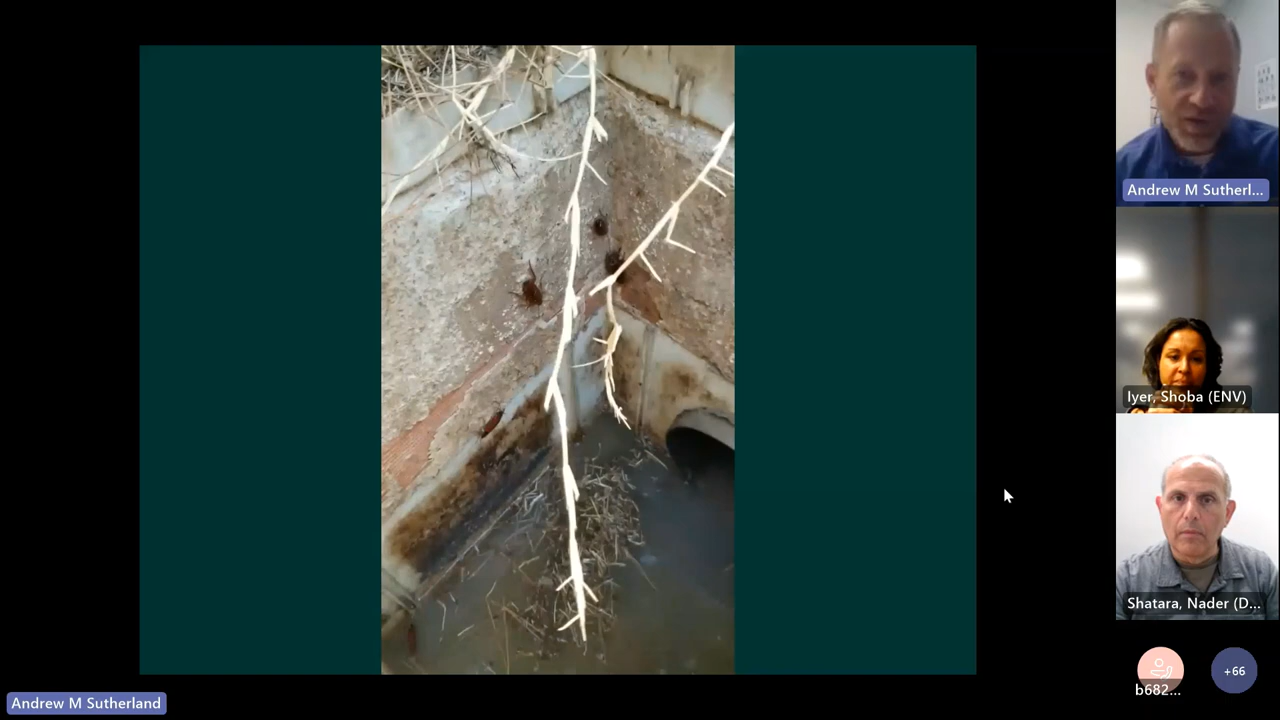 Andrew M Sutherl...
Iyer, Shoba (ENV)
Shatara, Nader (D...
b682...
+66
Andrew M Sutherland